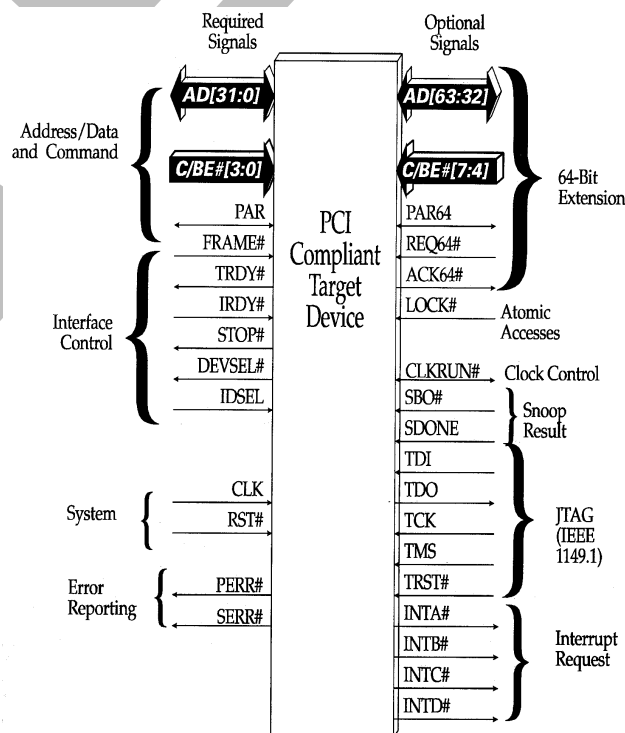 Required
Signals
Optional
Signals
Address/Data
and Command
AD[31:0]
C/BE#[3:0]
PAR
FRAME#
TRDY#
IRDY#
STOP#
DEVSEL#
IDSEL
Interface
Control
CLK
RST#
System
PERR#
SERR#
Error
Reporting
PCI
Compliant
Target
Device
AD[63:32]
C/BE#[7:4]
PAR64
REQ64#
ACK64#
64-Bit
Extension
LOCK#
Atomic
Accesses
CLKRUN#
Clock Control
SBO#
SDONE
Snoop
Result
TDI
TDO
TCK
TMS
TRST#
JTAG
(IEEE
1149.1)
INTA#
INTB#
INTC#
INTD#
Interrupt
Request